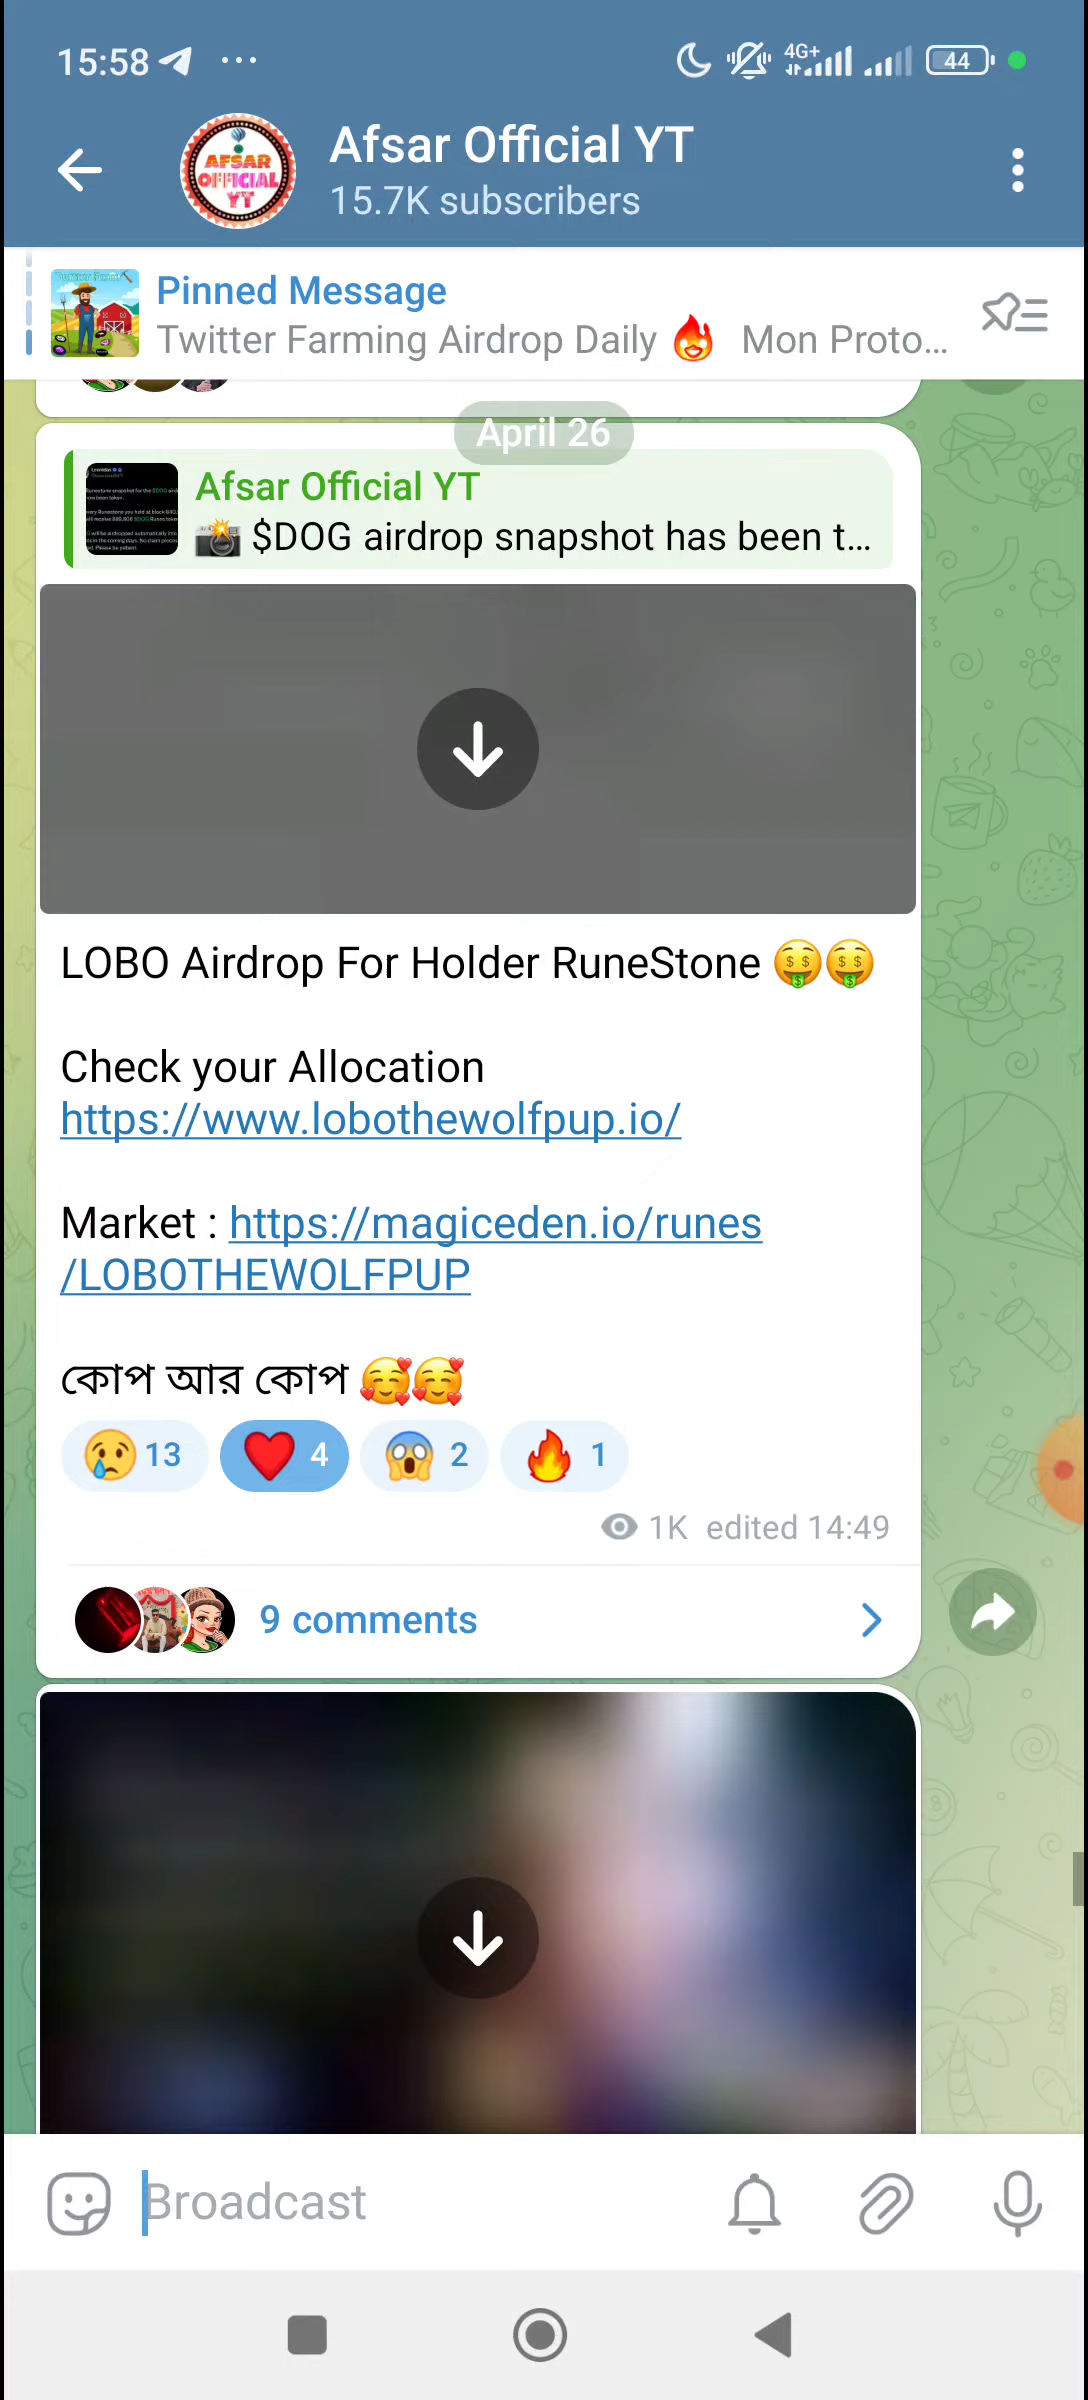 15:58
4G+
44
AFSAR
OFFICIAL
YT
Afsar Official YT
15.7K subscribers
Pinned Message
Twitter Farming Airdrop Daily 🔥 Mon Proto...
April 26
Afsar Official YT
📸 $DOG airdrop snapshot has been t...
LOBO Airdrop For Holder RuneStone 🤑🤑
Check your Allocation
https://www.lobothewolfpup.io/
Market : https://magiceden.io/runes
/LOBOTHEWOLFPUP
কোপ আর কোপ 🥰🥰
😢 13 ❤️ 4 😱 2 🔥 1
1K edited 14:49
9 comments
Broadcast